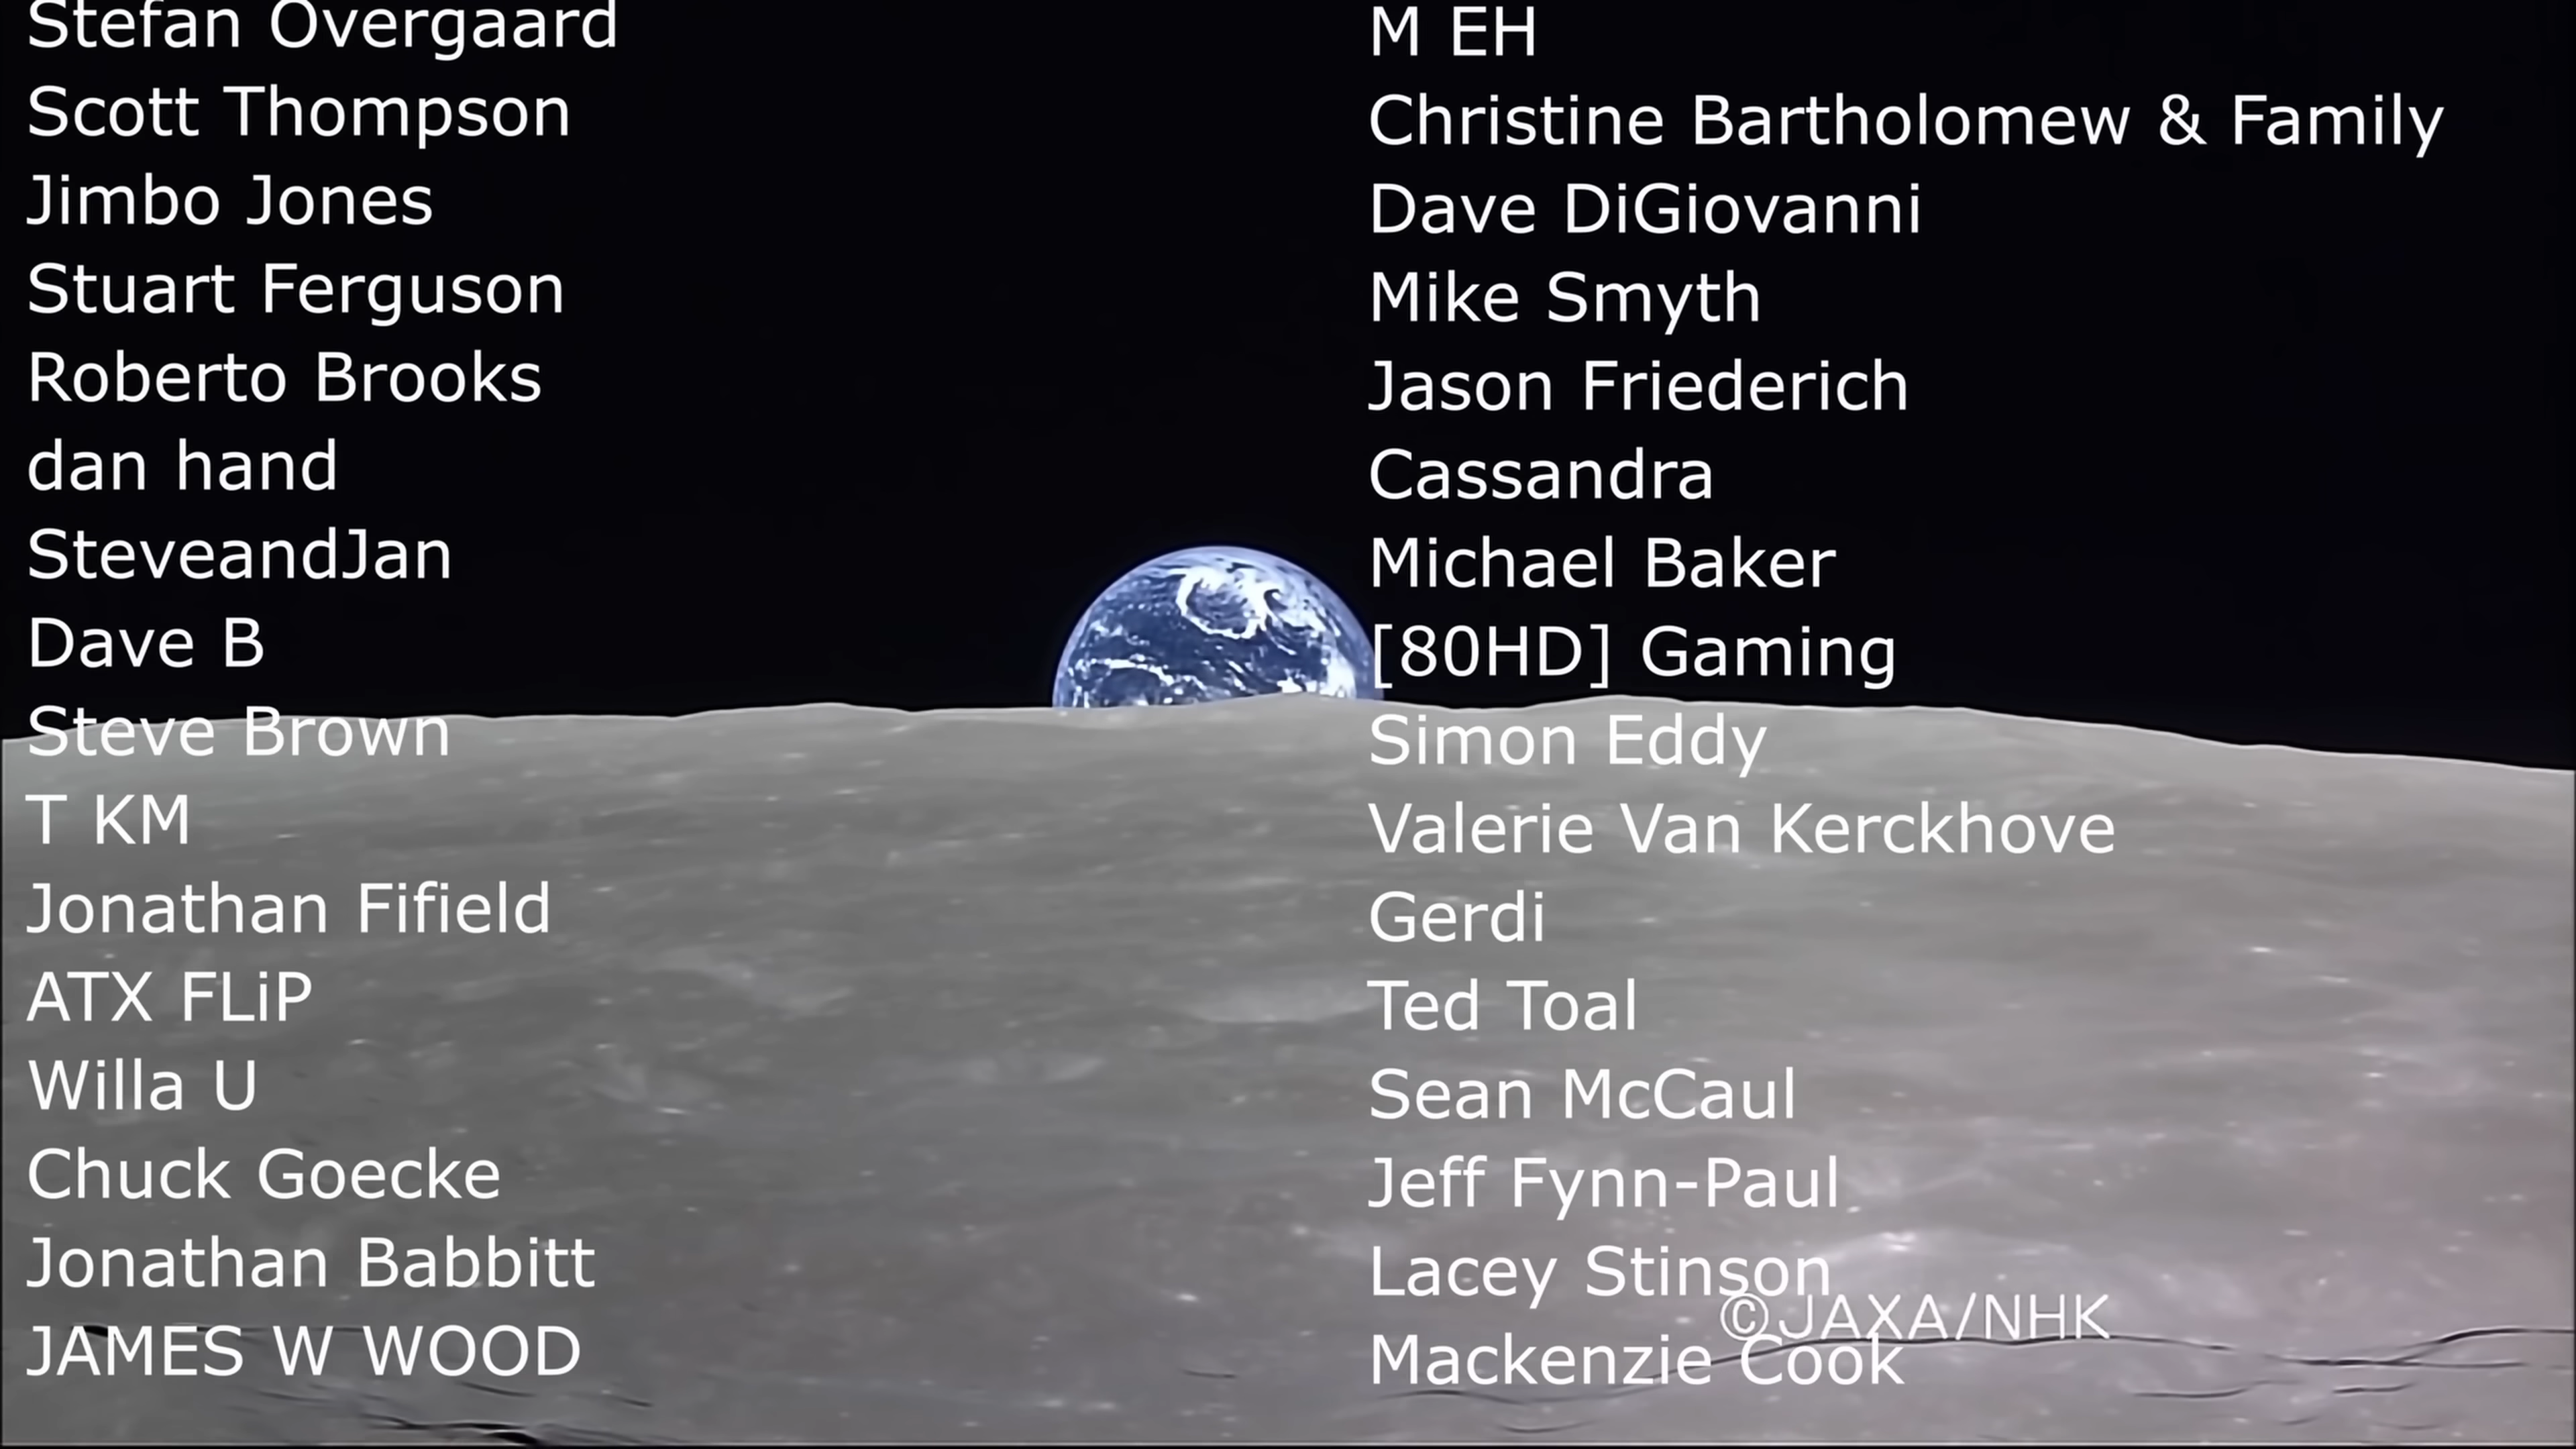 Stefan Overgaard
Scott Thompson
Jimbo Jones
Stuart Ferguson
Roberto Brooks
dan hand
SteveandJan
Dave B
Steve Brown
T KM
Jonathan Fifield
ATX FLiP
Willa U
Chuck Goecke
Jonathan Babbitt
JAMES W WOOD
M EH
Christine Bartholomew & Family
Dave DiGiovanni
Mike Smyth
Jason Friederich
Cassandra
Michael Baker
[80HD] Gaming
Simon Eddy
Valerie Van Kerckhove
Gerdi
Ted Toal
Sean McCaul
Jeff Fynn-Paul
Lacey Stinson
©JAXA/NHK
Mackenzie Cook